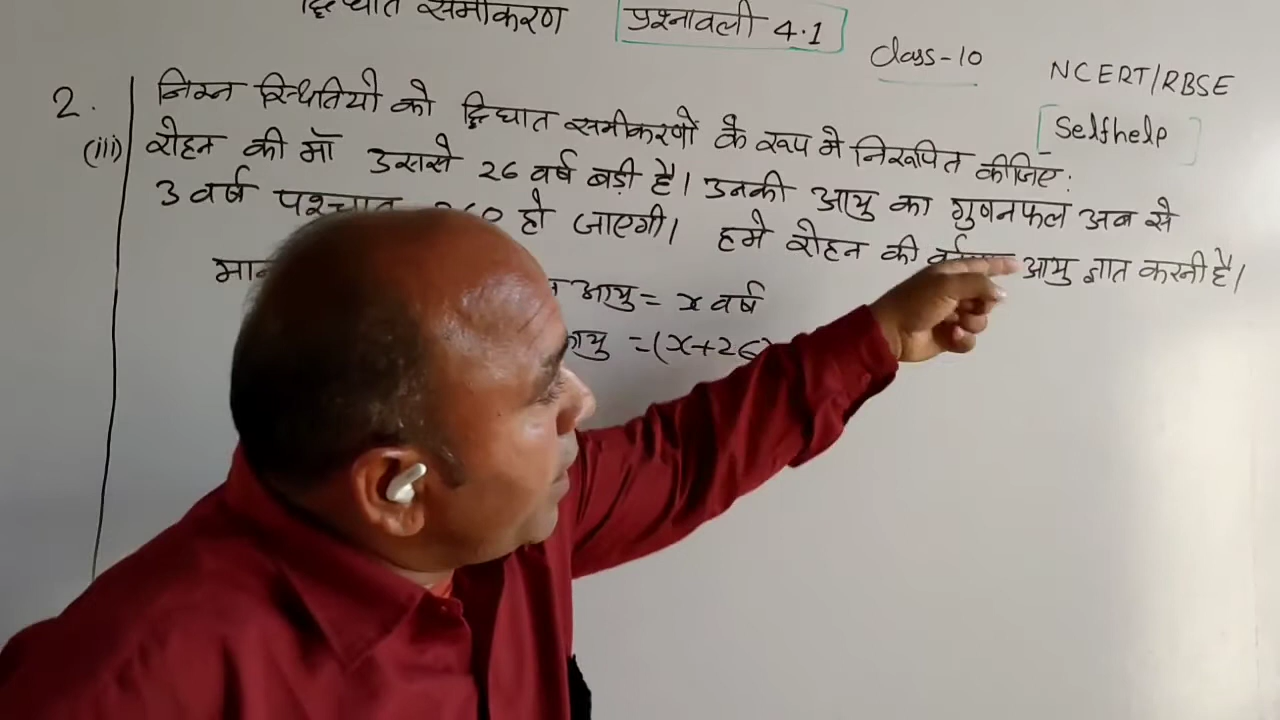 द्विघात समीकरण
प्रश्नावली 4.1
Class-10
NCERT/RBSE
Selfhelp
2.
(iii)
निम्न स्थितियो को द्विघात समीकरणों के रूप मे निरूपित कीजिए:
रोहन की माँ उससे 26 वर्ष बड़ी है। उनकी आयु का गुणनफल अब से
3 वर्ष पश्चात हो जाएगी। हमे रोहन की आयु ज्ञात करनी है।
आयु = x वर्ष
= (x+26)